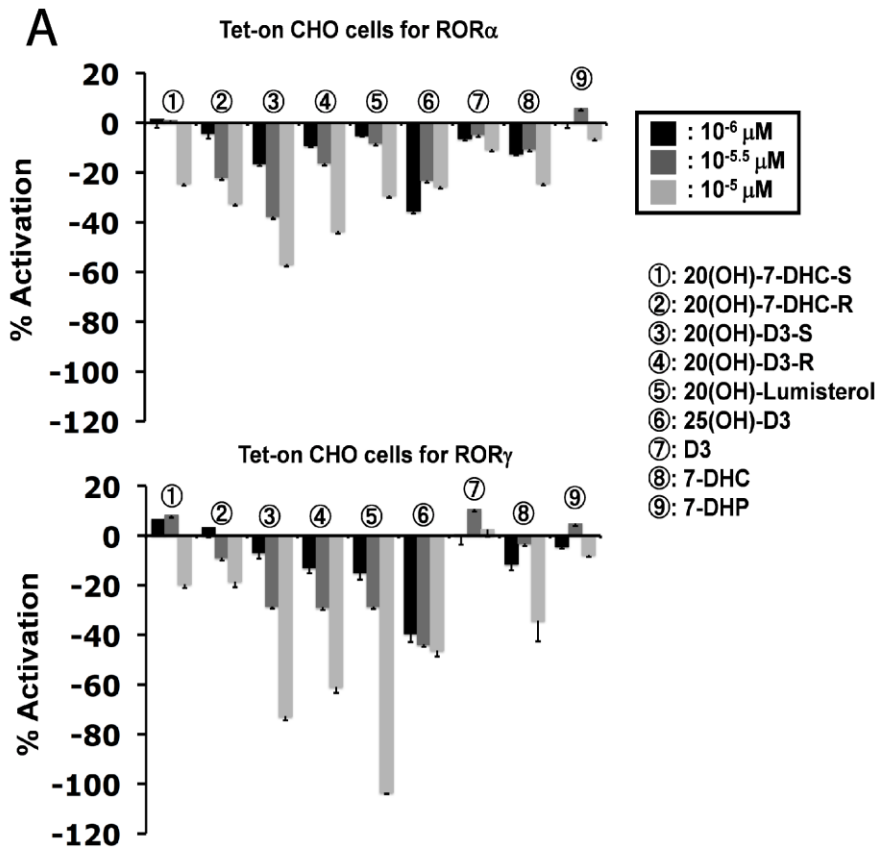 A
Tet-on CHO cells for RORα
20
0
-20
-40
-60
-80
-100
-120
% Activation
① ② ③ ④ ⑤ ⑥ ⑦ ⑧ ⑨
: 10⁻⁶ μM
: 10⁻⁵·⁵ μM
: 10⁻⁵ μM
①: 20(OH)-7-DHC-S
②: 20(OH)-7-DHC-R
③: 20(OH)-D3-S
④: 20(OH)-D3-R
⑤: 20(OH)-Lumisterol
⑥: 25(OH)-D3
⑦: D3
⑧: 7-DHC
⑨: 7-DHP
Tet-on CHO cells for RORγ
20
0
-20
-40
-60
-80
-100
-120
% Activation
① ② ③ ④ ⑤ ⑥ ⑦ ⑧ ⑨